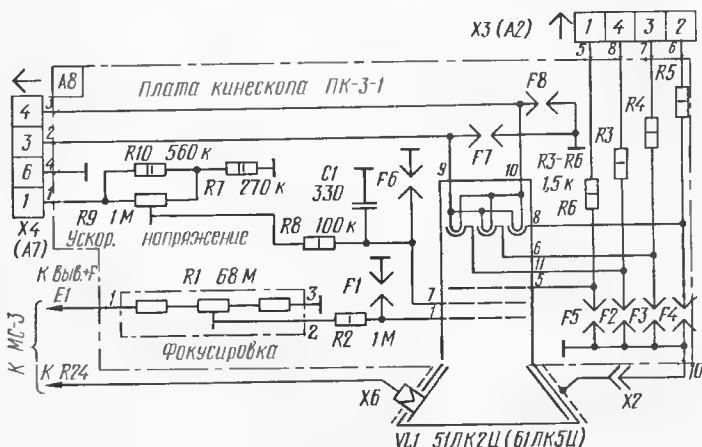 X3 (A2)
1 4 3 2
5 8 7 6
A8
Плата кинескопа ПК-3-1
F8
R5
R4
4 3
3 2
6 4
1 1
X4
(A7)
R10 560 к
R7
270 к
R9 1 М
Ускор. напряжение
C1
330
F6
F7
9
10
R3
R3-R6
1,5 к
R6
R8
100 к
8
6
11
5
7
1
К выв.+F
E1
1
R1 68 М
3
2
Фокусировка
F1
R2
1 М
F5 F2 F3 F4
К МС-3
К R24
X6
X2
10
VL1 51ЛК2Ц (61ЛК5Ц)